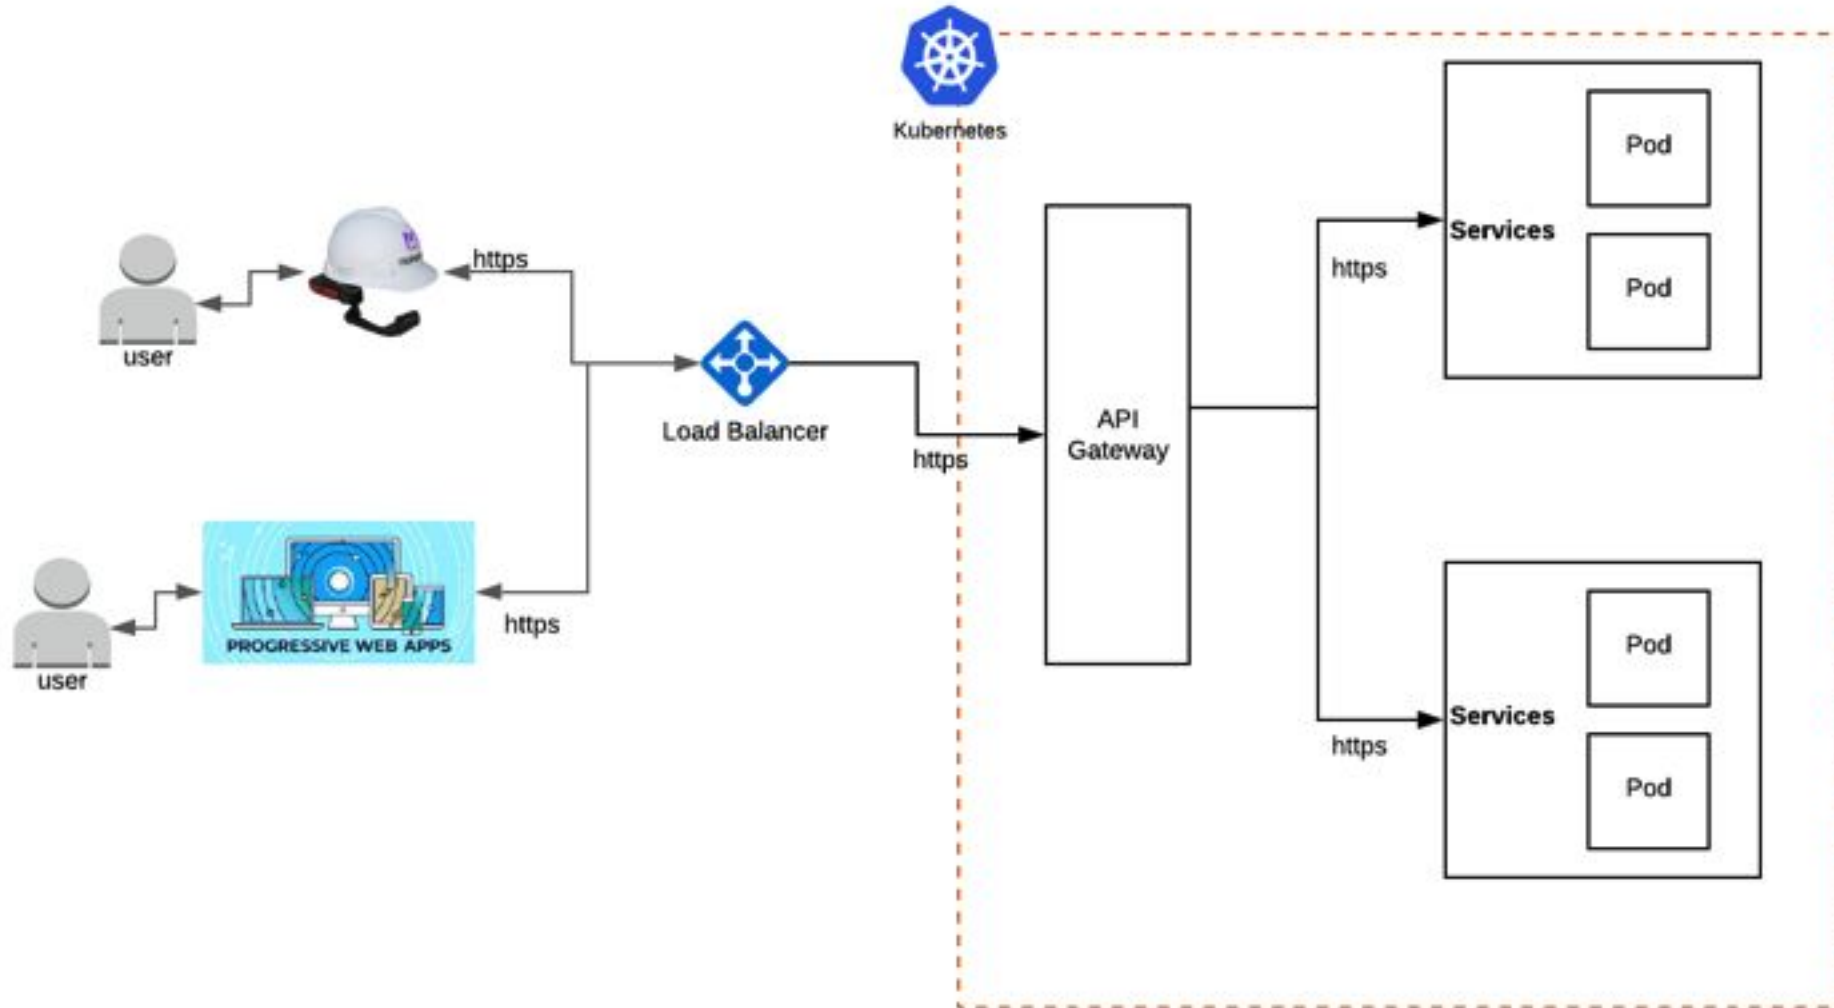 Kubernetes
Pod
Services
Pod
https
user
https
Load Balancer
https
API
Gateway
PROGRESSIVE WEB APPS
https
user
Pod
Services
https
Pod